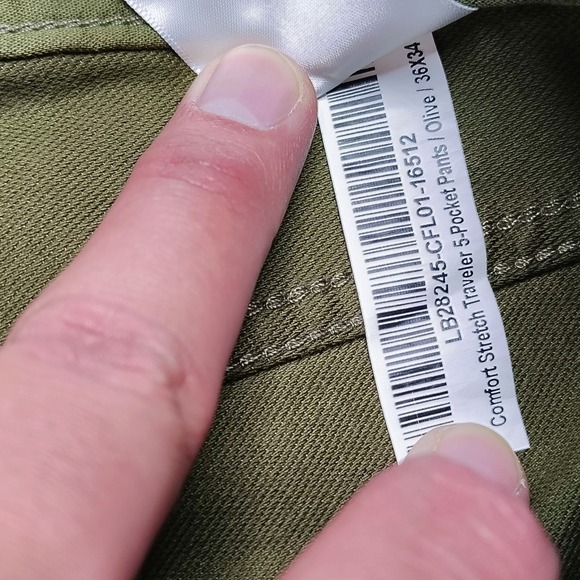 LB28245-CFL01-16512
Comfort Stretch Traveler 5-Pocket Pants / Olive / 36X34